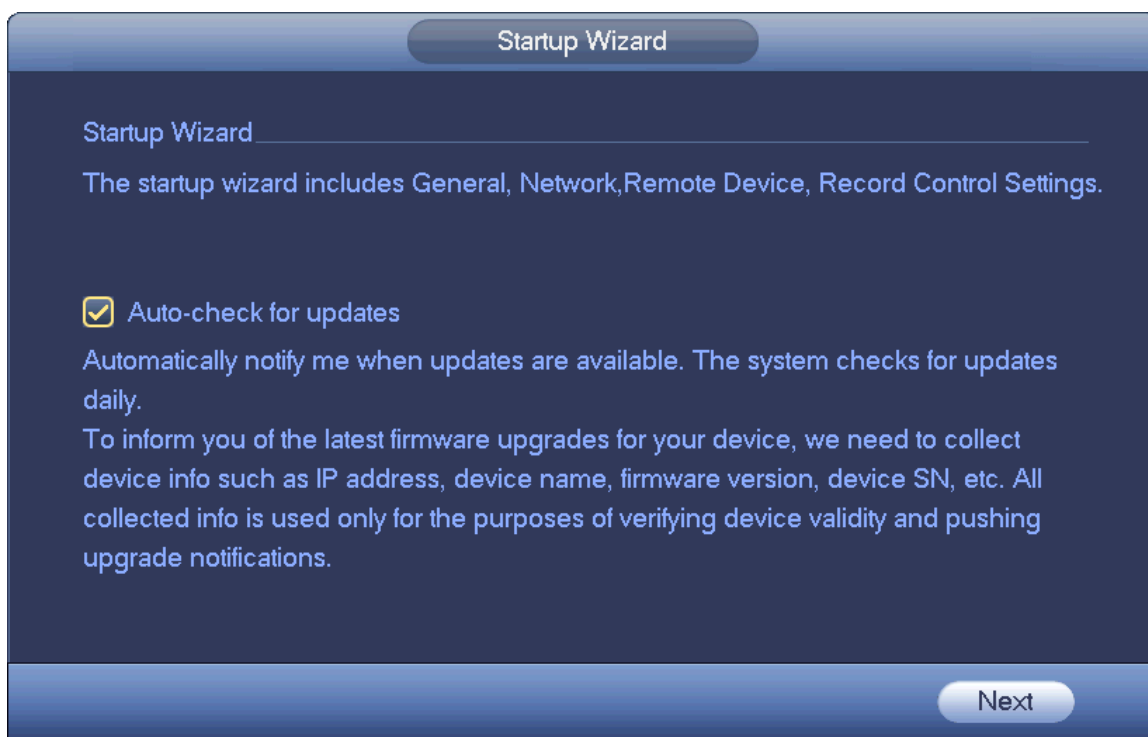 Startup Wizard
Startup Wizard
The startup wizard includes General, Network,Remote Device, Record Control Settings.
Auto-check for updates
Automatically notify me when updates are available. The system checks for updates
daily.
To inform you of the latest firmware upgrades for your device, we need to collect
device info such as IP address, device name, firmware version, device SN, etc. All
collected info is used only for the purposes of verifying device validity and pushing
upgrade notifications.
Next